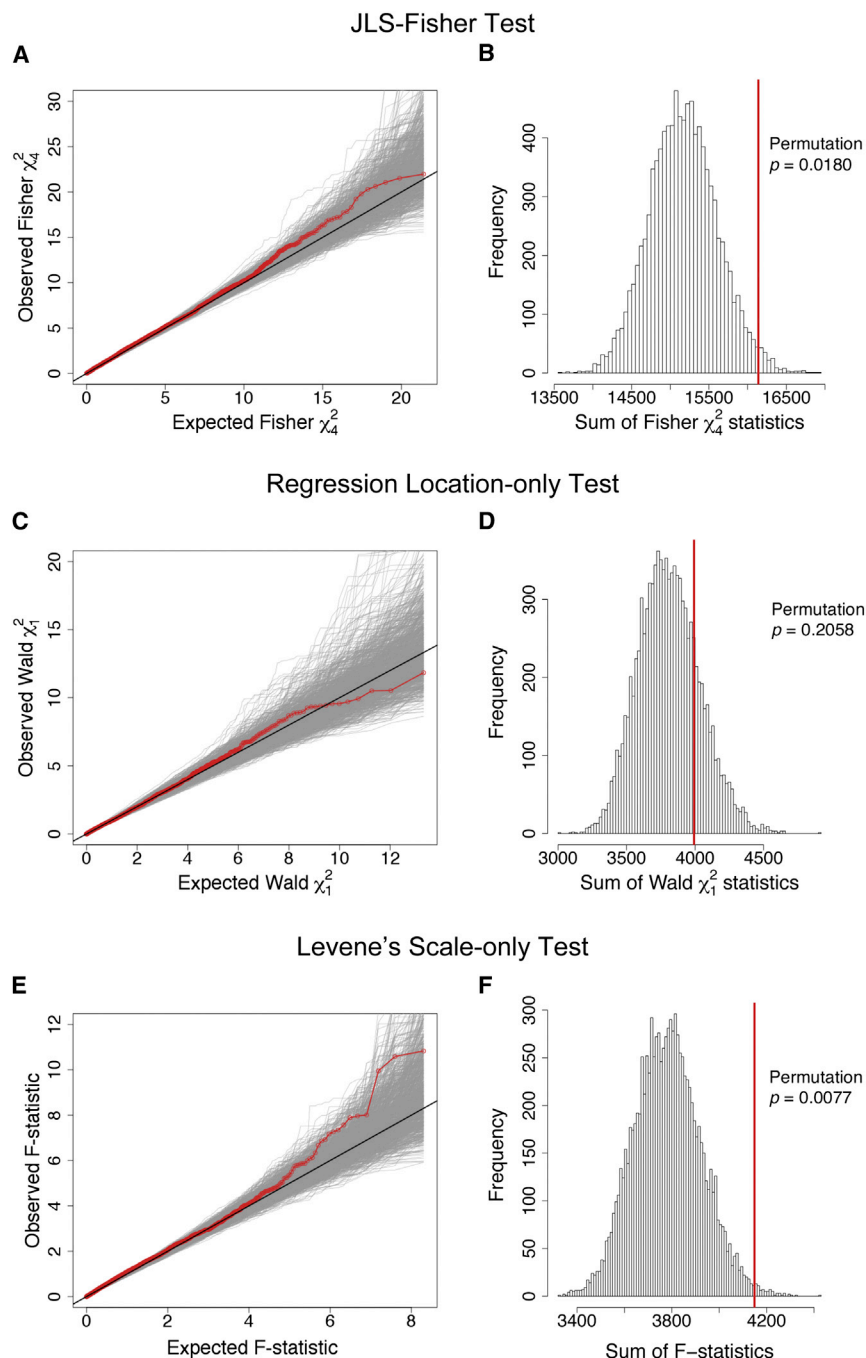 JLS-Fisher Test
A
Observed Fisher χ²₄
0 5 10 15 20 25 30
0 5 10 15 20
Expected Fisher χ²₄
B
Frequency
0 100 200 300 400
Permutation
p = 0.0180
13500 14500 15500 16500
Sum of Fisher χ²₄ statistics
Regression Location-only Test
C
Observed Wald χ²₁
0 5 10 15 20
0 2 4 6 8 10 12
Expected Wald χ²₁
D
Frequency
0 100 200 300
Permutation
p = 0.2058
3000 3500 4000 4500
Sum of Wald χ²₁ statistics
Levene's Scale-only Test
E
Observed F-statistic
0 2 4 6 8 10 12
0 2 4 6 8
Expected F-statistic
F
Frequency
0 50 100 150 200 250 300
Permutation
p = 0.0077
3400 3800 4200
Sum of F−statistics